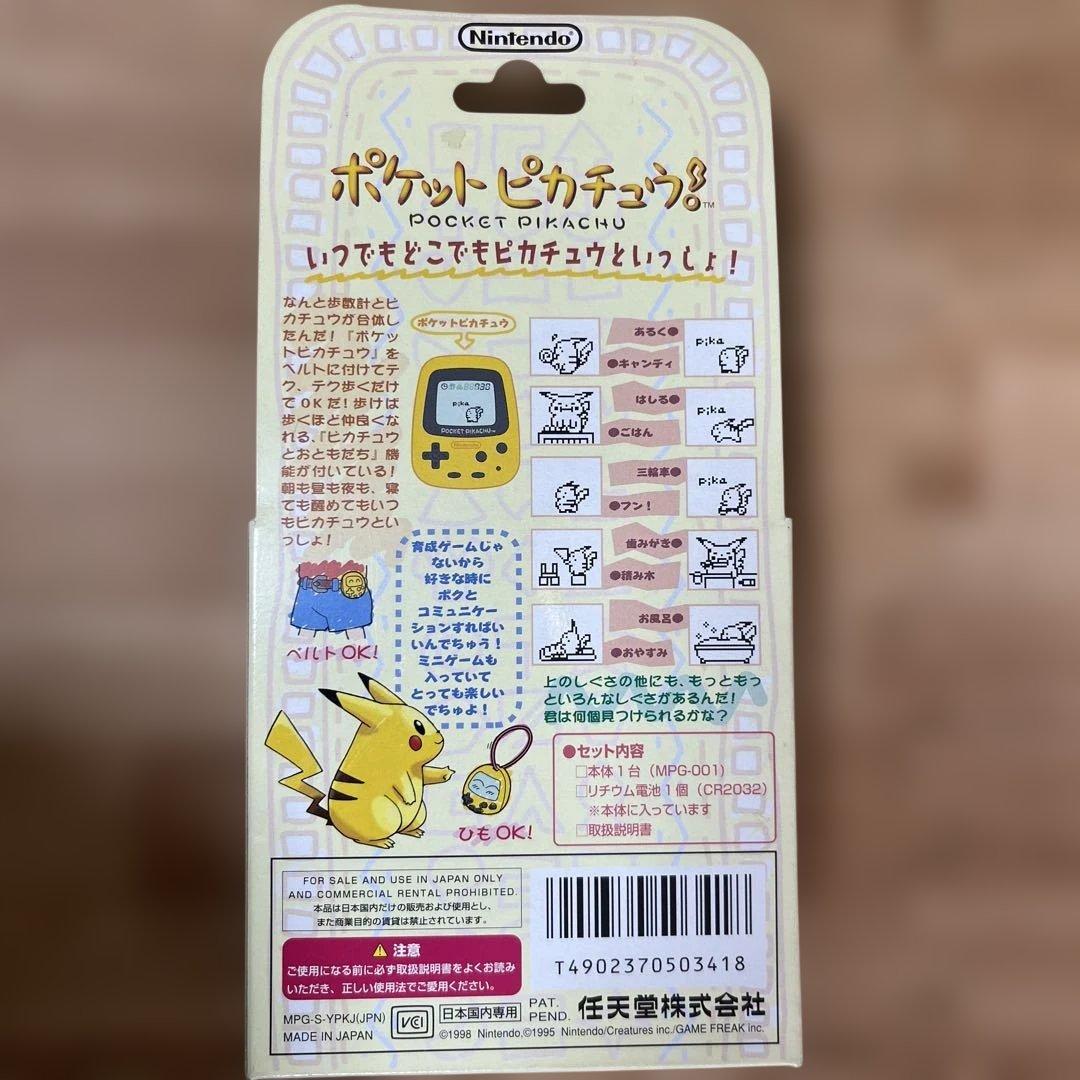 Nintendo
ポケットピカチュウ!
TM
POCKET PIKACHU
いつでもどこでもピカチュウといっしょ!
なんと歩数計とピ
カチュウが合体し
たんだ!『ポケッ
トピカチュウ』を
ベルトに付けてテ
ク、テク歩くだけ
でOKだ!歩けば
歩くほど仲良くな
れる、『ピカチュウ
とおともだち』機
能が付いている!
朝も昼も夜も、寝
ても醒めてもいつ
もピカチュウとい
っしょ!
ポケットピカチュウ
pika
POCKET PIKACHU
Nintendo
あるく●
●キャンディ
pika
はしる●
●ごはん
pika
三輪車●
●フン!
pika
歯みがき●
●積み木
お風呂●
●おやすみ
ベルトOK!
育成ゲームじゃ
ないから
好きな時に
ボクと
コミュニケー
ションすればい
いんでちゅう!
ミニゲームも
入っていて
とっても楽しい
でちゅよ!
ひもOK!
上のしぐさの他にも、もっともっ
といろんなしぐさがあるんだ!
君は何個見つけられるかな?
●セット内容
□本体1台(MPG-001)
□リチウム電池1個(CR2032)
※本体に入っています
□取扱説明書
FOR SALE AND USE IN JAPAN ONLY
AND COMMERCIAL RENTAL PROHIBITED.
本品は日本国内だけの販売および使用とし、
また商業目的の賃貸は禁止されています。
注意
ご使用になる前に必ず取扱説明書をよくお読み
いただき、正しい使用法でご愛用ください。
T4902370503418
MPG-S-YPKJ(JPN)
MADE IN JAPAN
VCI
日本国内専用
PAT.
PEND.
任天堂株式会社
©1998 Nintendo,©1995 Nintendo/Creatures inc./GAME FREAK inc.